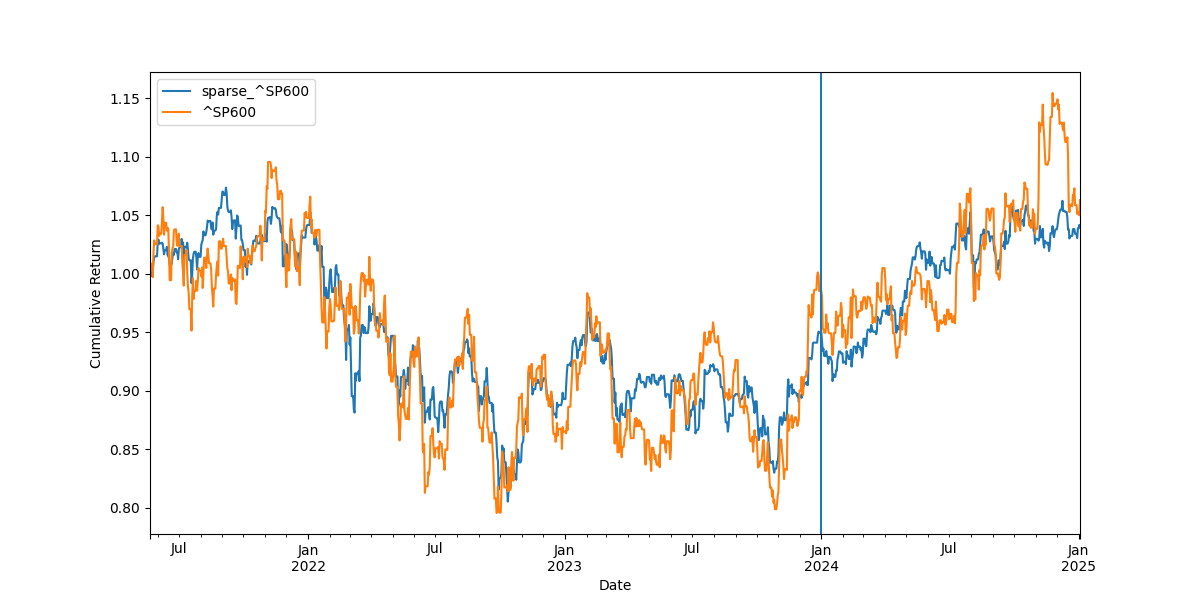 sparse_^SP600
^SP600
Cumulative Return
1.15
1.10
1.05
1.00
0.95
0.90
0.85
0.80
Jul
Jan
2022
Jul
Jan
2023
Jul
Jan
2024
Jul
Jan
2025
Date